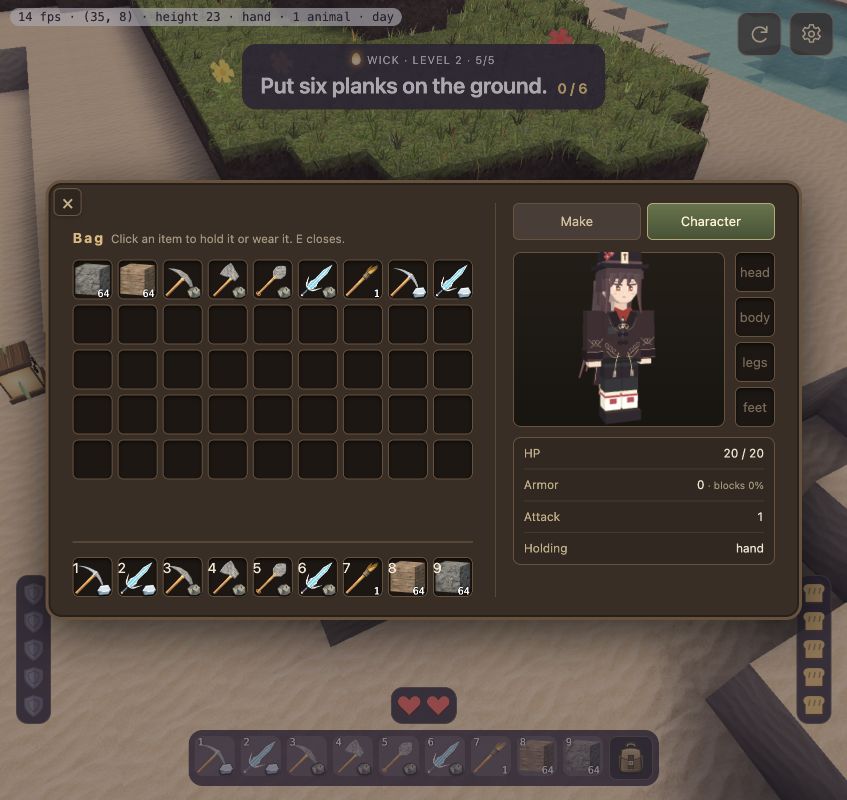 14 fps · (35, 8) · height 23 · hand · 1 animal · day
WICK · LEVEL 2 · 5/5
Put six planks on the ground. 0 / 6
×
Make
Character
Bag Click an item to hold it or wear it. E closes.
64 64 1
head
body
legs
feet
HP 20 / 20
Armor 0 · blocks 0%
Attack 1
Holding hand
1 2 3 4 5 6 7 8 9
1 64 64
1 2 3 4 5 6 7 8 9
1 64 64